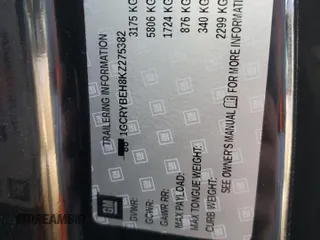 TRAILERING INFORMATION
1GCRYBEH8KZ275382
GM
GVWR: 3175 KG
GCWR: 5806 KG
GAWR RR: 1724 KG
MAX PAYLOAD: 876 KG
MAX TONGUE WEIGHT: 340 KG
CURB WEIGHT: 2299 KG
SEE OWNER'S MANUAL FOR MORE INFORMATION